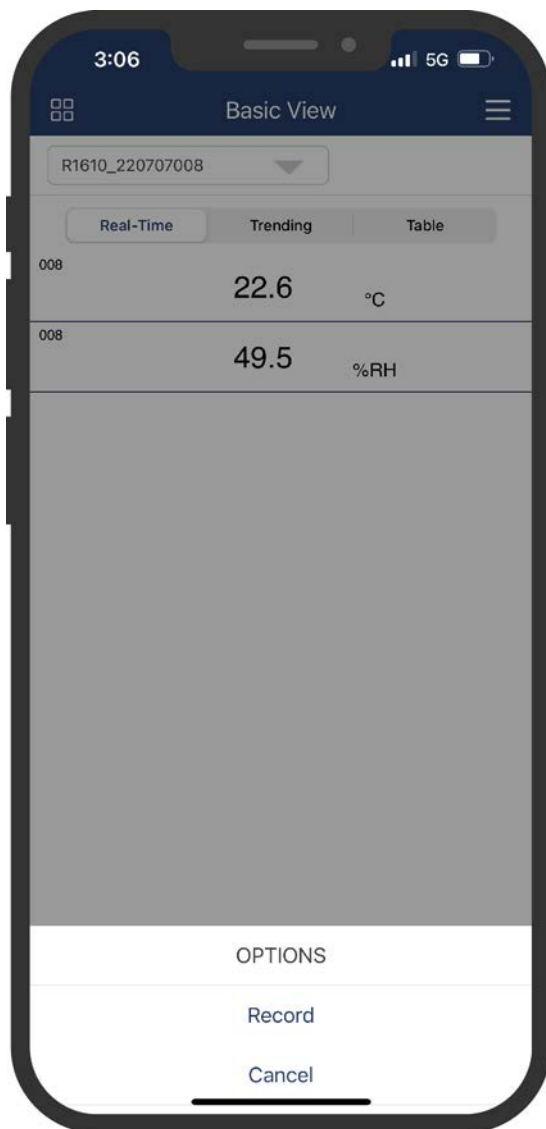 3:06 5G
Basic View
R1610_220707008
Real-Time Trending Table
008
22.6 °C
008
49.5 %RH
OPTIONS
Record
Cancel